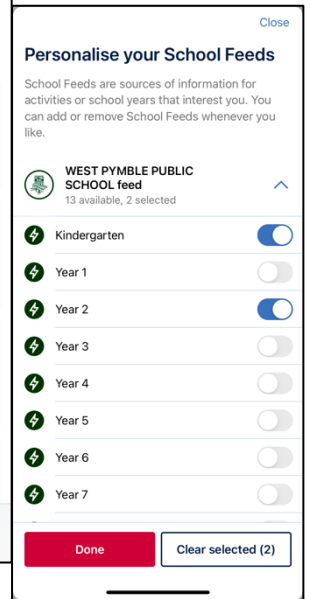 Close
Personalise your School Feeds
School Feeds are sources of information for
activities or school years that interest you. You
can add or remove School Feeds whenever you
like.
WEST PYMBLE PUBLIC
SCHOOL feed
13 available, 2 selected
Kindergarten
Year 1
Year 2
Year 3
Year 4
Year 5
Year 6
Year 7
Done
Clear selected (2)